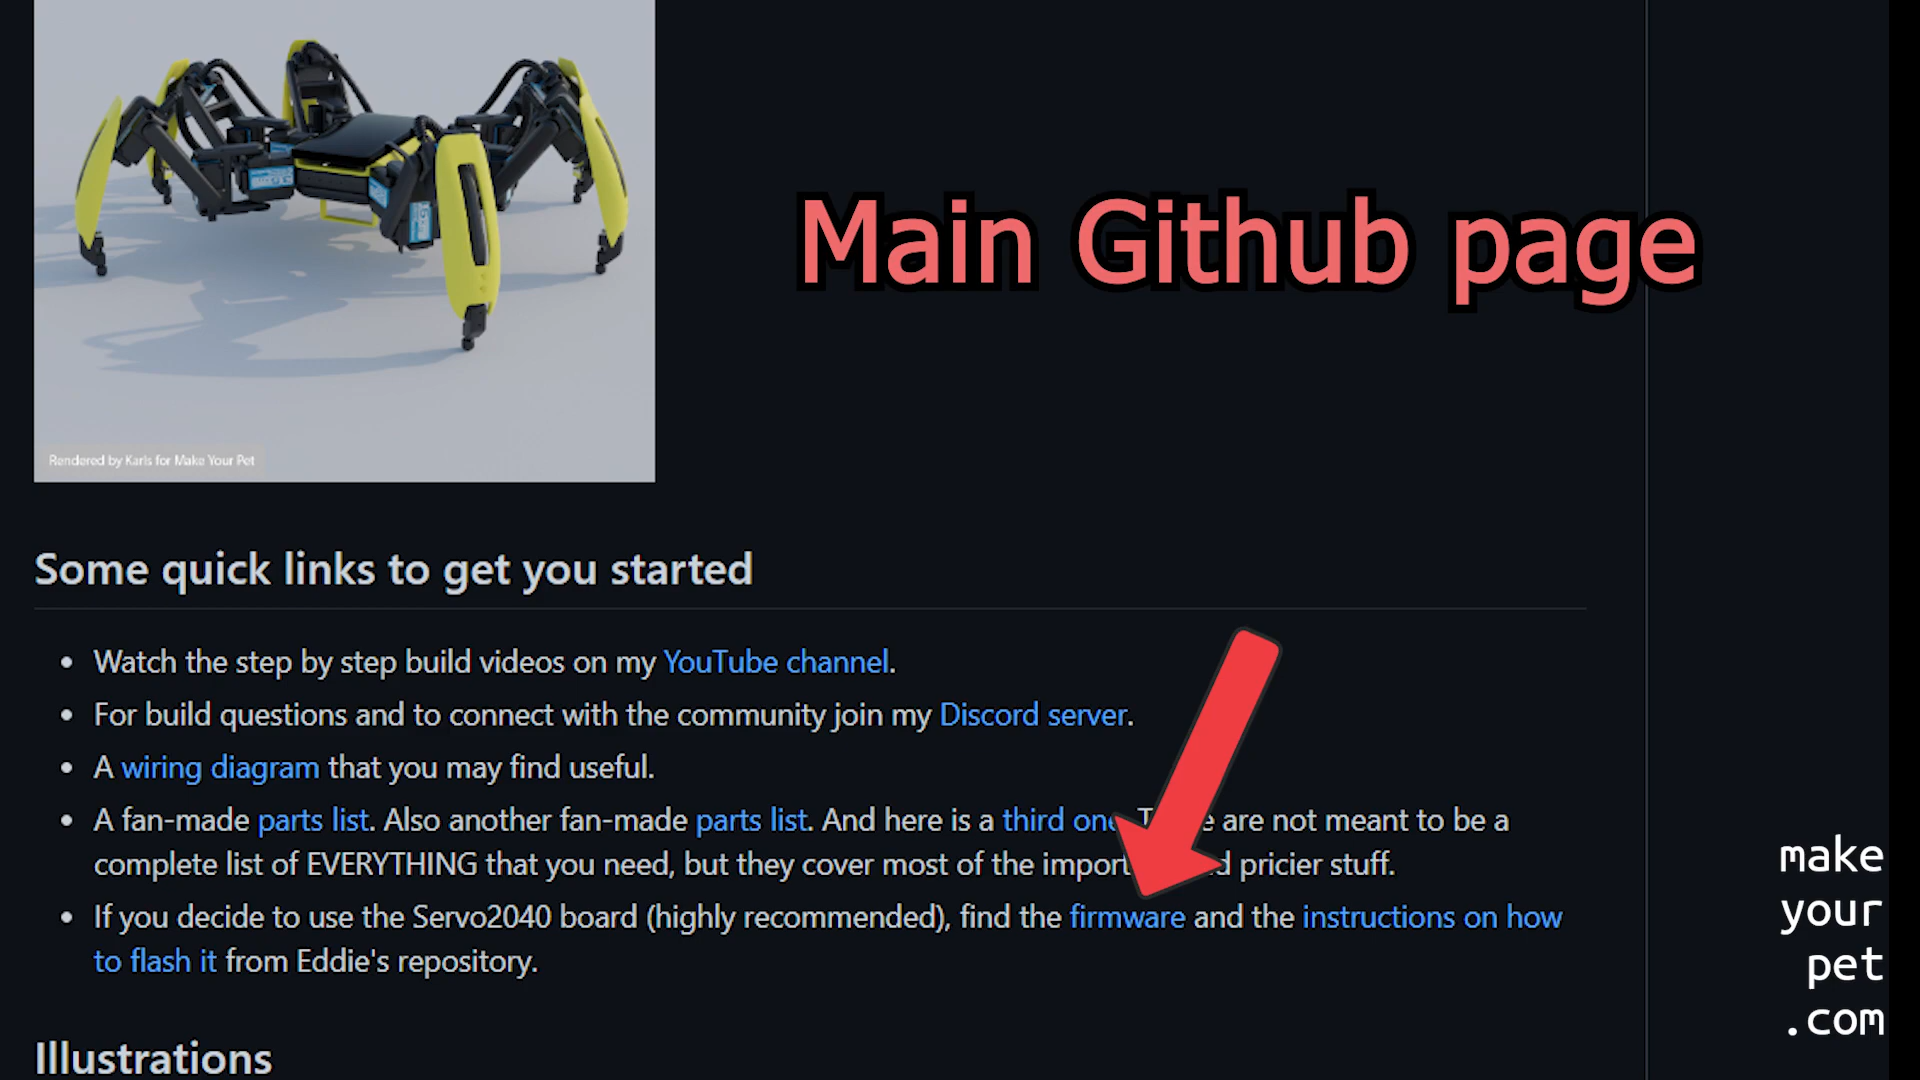 Main Github page
Rendered by Karls for Make Your Pet
Some quick links to get you started
Watch the step by step build videos on my YouTube channel.
For build questions and to connect with the community join my Discord server.
A wiring diagram that you may find useful.
A fan-made parts list. Also another fan-made parts list. And here is a third one are not meant to be a
complete list of EVERYTHING that you need, but they cover most of the pricier stuff.
If you decide to use the Servo2040 board (highly recommended), find the firmware and the instructions on how
to flash it from Eddie's repository.
Illustrations
make
your
pet
.com